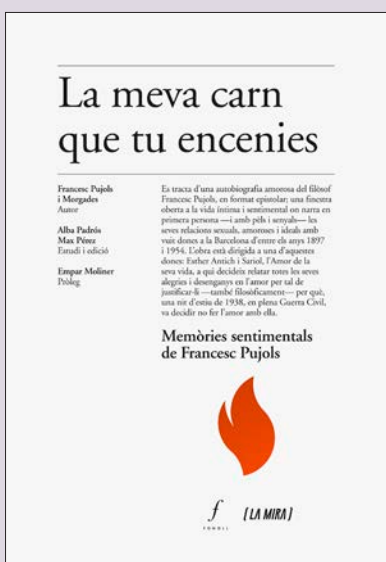 La meva carn
que tu encenies
Francesc Pujols
i Morgades
Autor
Alba Padrós
Max Pérez
Estudi i edició
Empar Moliner
Pròleg
Es tracta d'una autobiografia amorosa del filòsof
Francesc Pujols, en format epistolar; una finestra
oberta a la vida íntima i sentimental on narra en
primera persona —i amb pèls i senyals— les
seves relacions sexuals, amoroses i ideals amb
vuit dones a la Barcelona d'entre els anys 1897
i 1954. L'obra està dirigida a una d'aquestes
dones: Esther Antich i Sariol, l'Amor de la
seva vida, a qui decideix relatar totes les seves
alegries i desenganys en l'amor per tal de
justificar-li —també filosòficament— per què,
una nit d'estiu de 1938, en plena Guerra Civil,
va decidir no fer l'amor amb ella.
Memòries sentimentals
de Francesc Pujols
f
FONOLL
[LA MIRA]